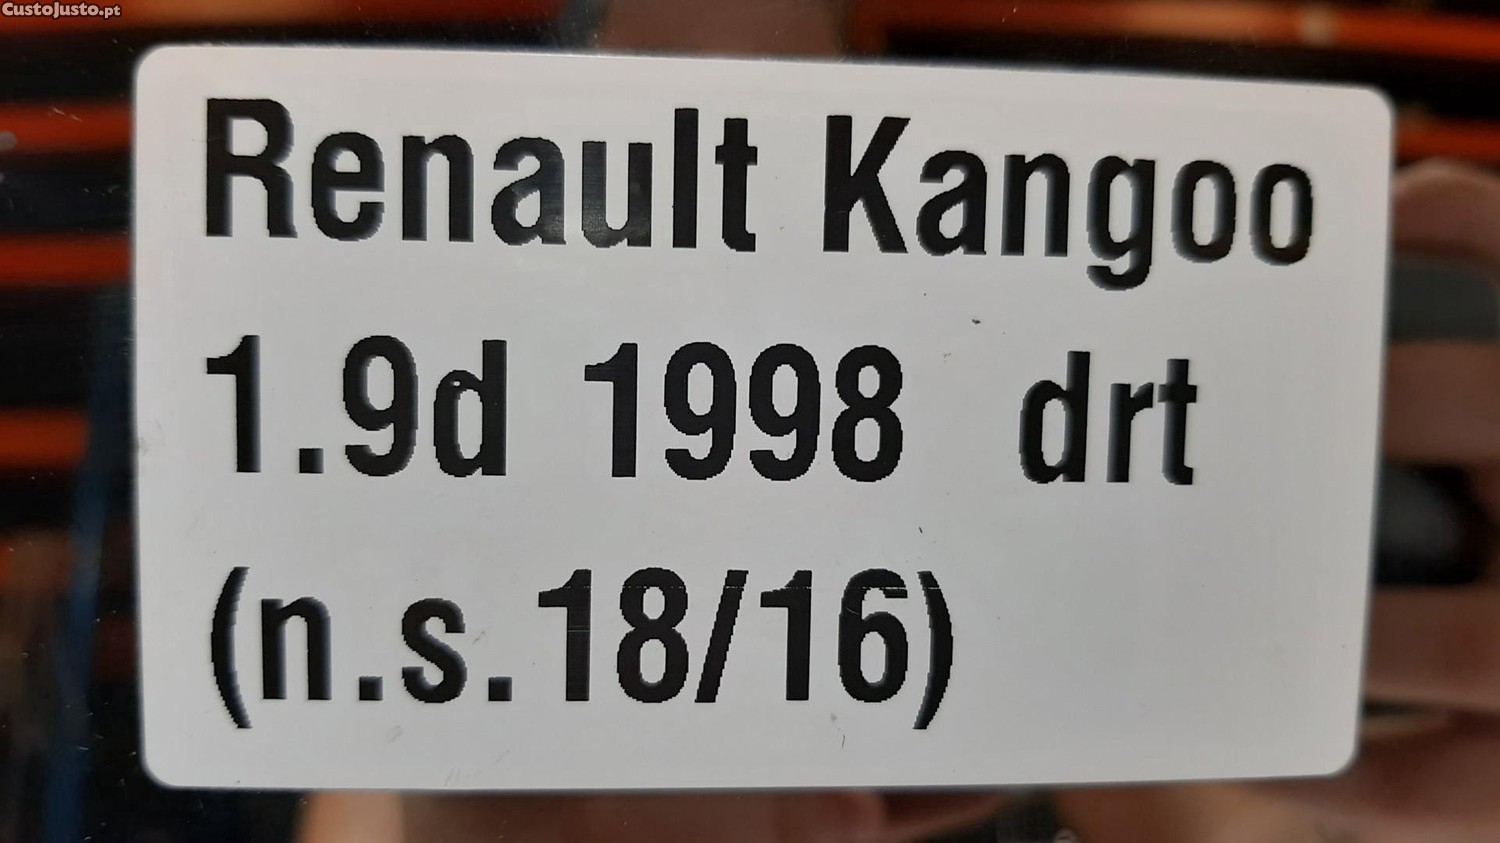 CustoJusto.pt
Renault Kangoo
1.9d 1998 drt
(n.s.18/16)